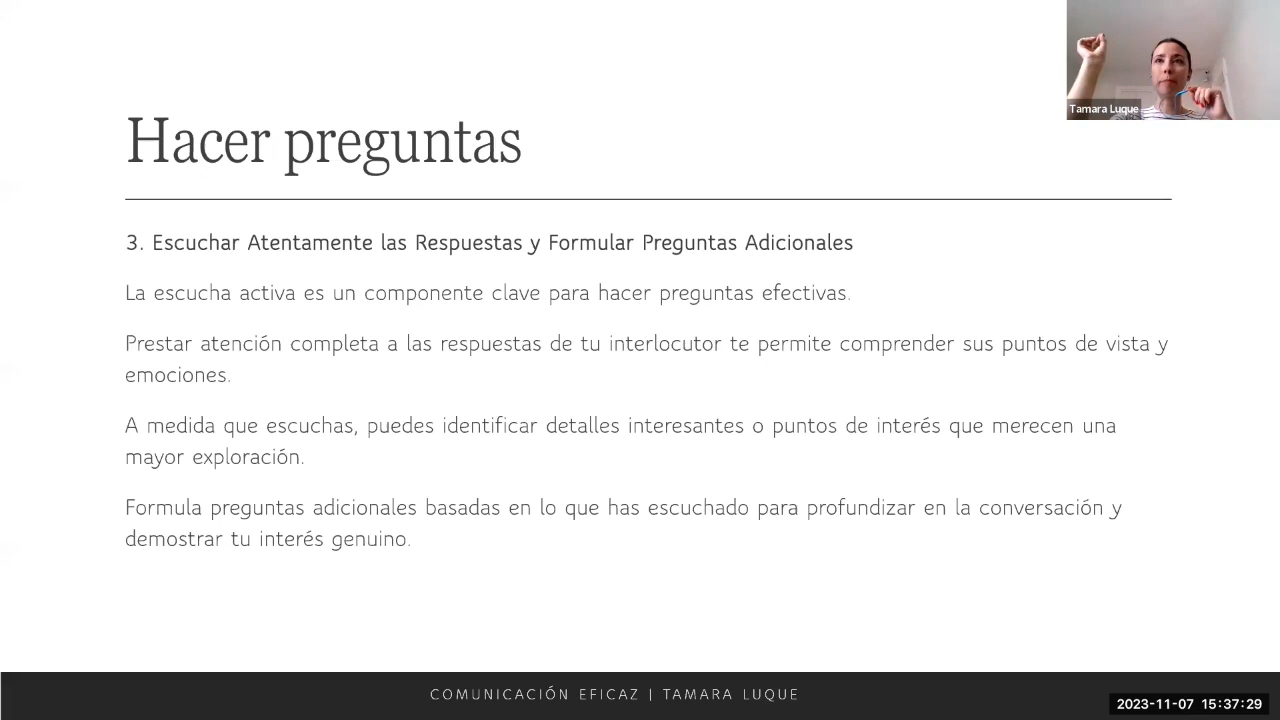 Tamara Luque
Hacer preguntas
3. Escuchar Atentamente las Respuestas y Formular Preguntas Adicionales
La escucha activa es un componente clave para hacer preguntas efectivas.
Prestar atención completa a las respuestas de tu interlocutor te permite comprender sus puntos de vista y
emociones.
A medida que escuchas, puedes identificar detalles interesantes o puntos de interés que merecen una
mayor exploración.
Formula preguntas adicionales basadas en lo que has escuchado para profundizar en la conversación y
demostrar tu interés genuino.
COMUNICACIÓN EFICAZ | TAMARA LUQUE
2023-11-07 15:37:29